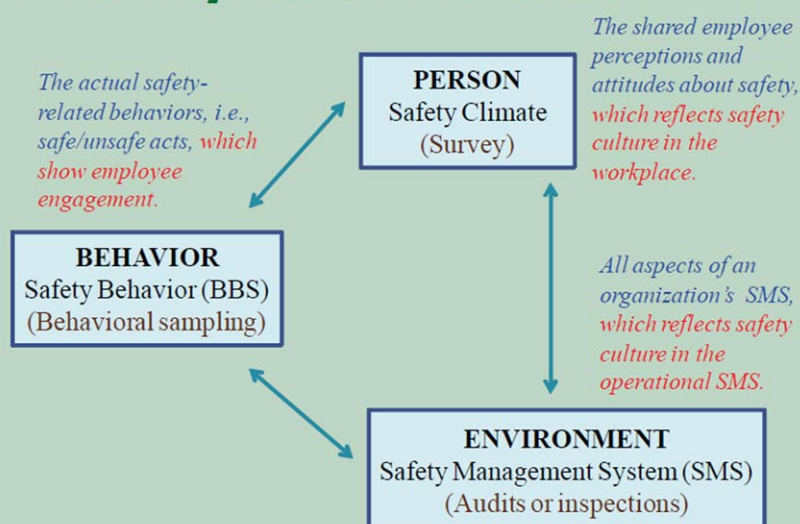 The shared employee
perceptions and
attitudes about safety,
which reflects safety
culture in the
workplace.
PERSON
Safety Climate
(Survey)
The actual safety-
related behaviors, i.e.,
safe/unsafe acts, which
show employee
engagement.
BEHAVIOR
Safety Behavior (BBS)
(Behavioral sampling)
All aspects of an
organization's SMS,
which reflects safety
culture in the
operational SMS.
ENVIRONMENT
Safety Management System (SMS)
(Audits or inspections)